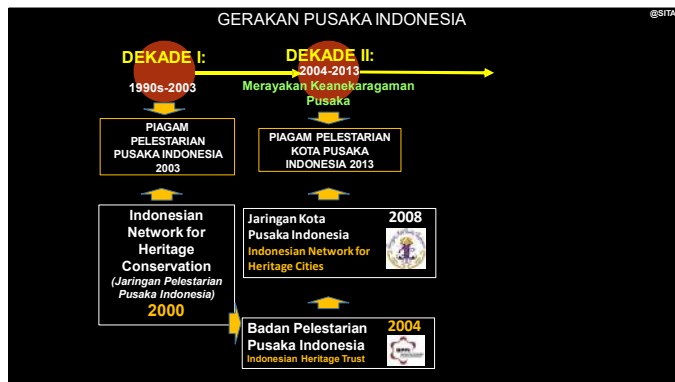 GERAKAN PUSAKA INDONESIA
@SITA
DEKADE I:
1990s-2003
DEKADE II:
2004-2013
Merayakan Keanekaragaman
Pusaka
PIAGAM
PELESTARIAN
PUSAKA INDONESIA
2003
PIAGAM PELESTARIAN
KOTA PUSAKA
INDONESIA 2013
Indonesian
Network for
Heritage
Conservation
(Jaringan Pelestarian
Pusaka Indonesia)
2000
Jaringan Kota
Pusaka Indonesia
Indonesian Network for
Heritage Cities
2008
Badan Pelestarian
Pusaka Indonesia
Indonesian Heritage Trust
2004